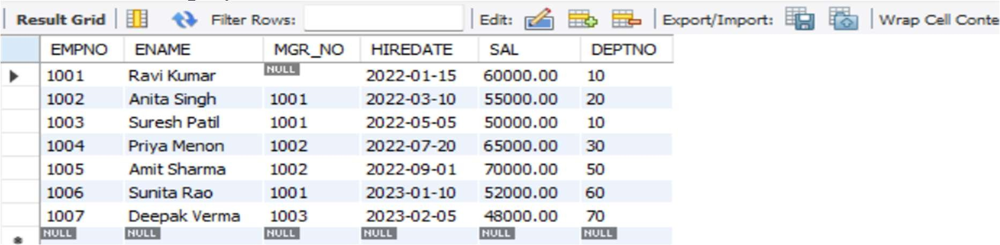 Result Grid Filter Rows: Edit: Export/Import: Wrap Cell Conte
EMPNO ENAME MGR_NO HIREDATE SAL DEPTNO
1001 Ravi Kumar NULL 2022-01-15 60000.00 10
1002 Anita Singh 1001 2022-03-10 55000.00 20
1003 Suresh Patil 1001 2022-05-05 50000.00 10
1004 Priya Menon 1002 2022-07-20 65000.00 30
1005 Amit Sharma 1002 2022-09-01 70000.00 50
1006 Sunita Rao 1001 2023-01-10 52000.00 60
1007 Deepak Verma 1003 2023-02-05 48000.00 70
NULL NULL NULL NULL NULL NULL